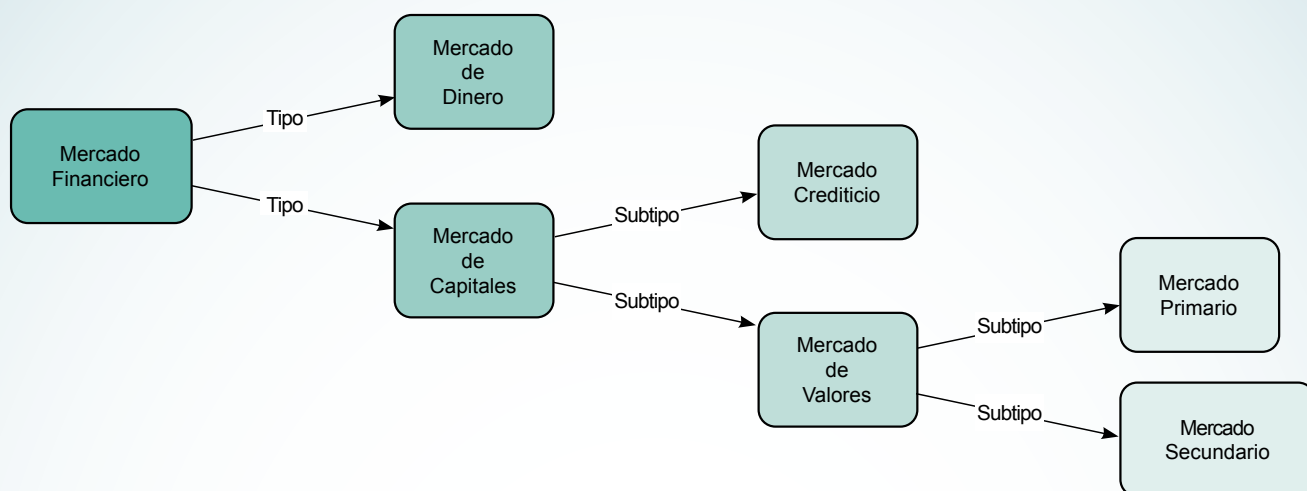 Mercado
Financiero
Tipo
Tipo
Mercado
de
Dinero
Mercado
de
Capitales
Subtipo
Subtipo
Mercado
Crediticio
Mercado
de
Valores
Subtipo
Subtipo
Mercado
Primario
Mercado
Secundario